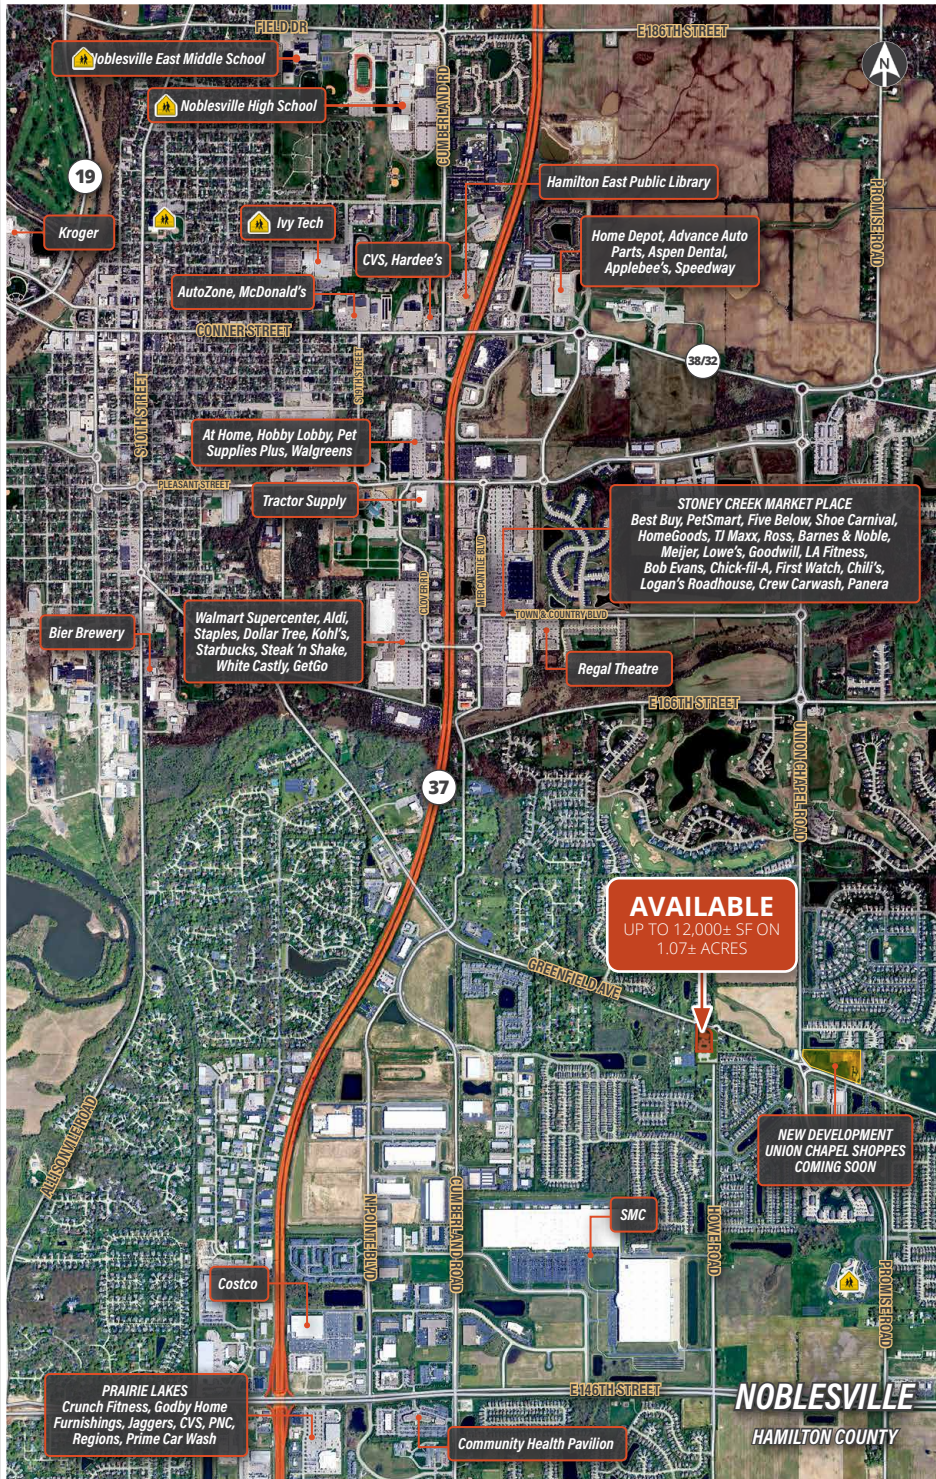 FIELD DR
E 186TH STREET
Noblesville East Middle School
N
Noblesville High School
CUMBERLAND RD
19
Hamilton East Public Library
PROMISE ROAD
Kroger
Ivy Tech
CVS, Hardee's
Home Depot, Advance Auto
Parts, Aspen Dental,
Applebee's, Speedway
AutoZone, McDonald's
CONNER STREET
38/32
S 10TH STREET
At Home, Hobby Lobby, Pet
Supplies Plus, Walgreens
PLEASANT STREET
Tractor Supply
STONEY CREEK MARKET PLACE
Best Buy, PetSmart, Five Below, Shoe Carnival,
HomeGoods, TJ Maxx, Ross, Barnes & Noble,
Meijer, Lowe's, Goodwill, LA Fitness,
Bob Evans, Chick-fil-A, First Watch, Chili's,
Logan's Roadhouse, Crew Carwash, Panera
CLOVER RD
MERCANTILE BLVD
TOWN & COUNTRY BLVD
Walmart Supercenter, Aldi,
Staples, Dollar Tree, Kohl's,
Starbucks, Steak 'n Shake,
White Castly, GetGo
Bier Brewery
Regal Theatre
E 166TH STREET
UNION CHAPEL ROAD
37
AVAILABLE
UP TO 12,000± SF ON
1.07± ACRES
GREENFIELD AVE
ALLISONVILE ROAD
NEW DEVELOPMENT
UNION CHAPEL SHOPPES
COMING SOON
CUMBERLAND ROAD
N POINTE BLVD
SMC
HOWE ROAD
Costco
PROMISE ROAD
E 146TH STREET
NOBLESVILLE
HAMILTON COUNTY
PRAIRIE LAKES
Crunch Fitness, Godby Home
Furnishings, Jaggers, CVS, PNC,
Regions, Prime Car Wash
Community Health Pavilion